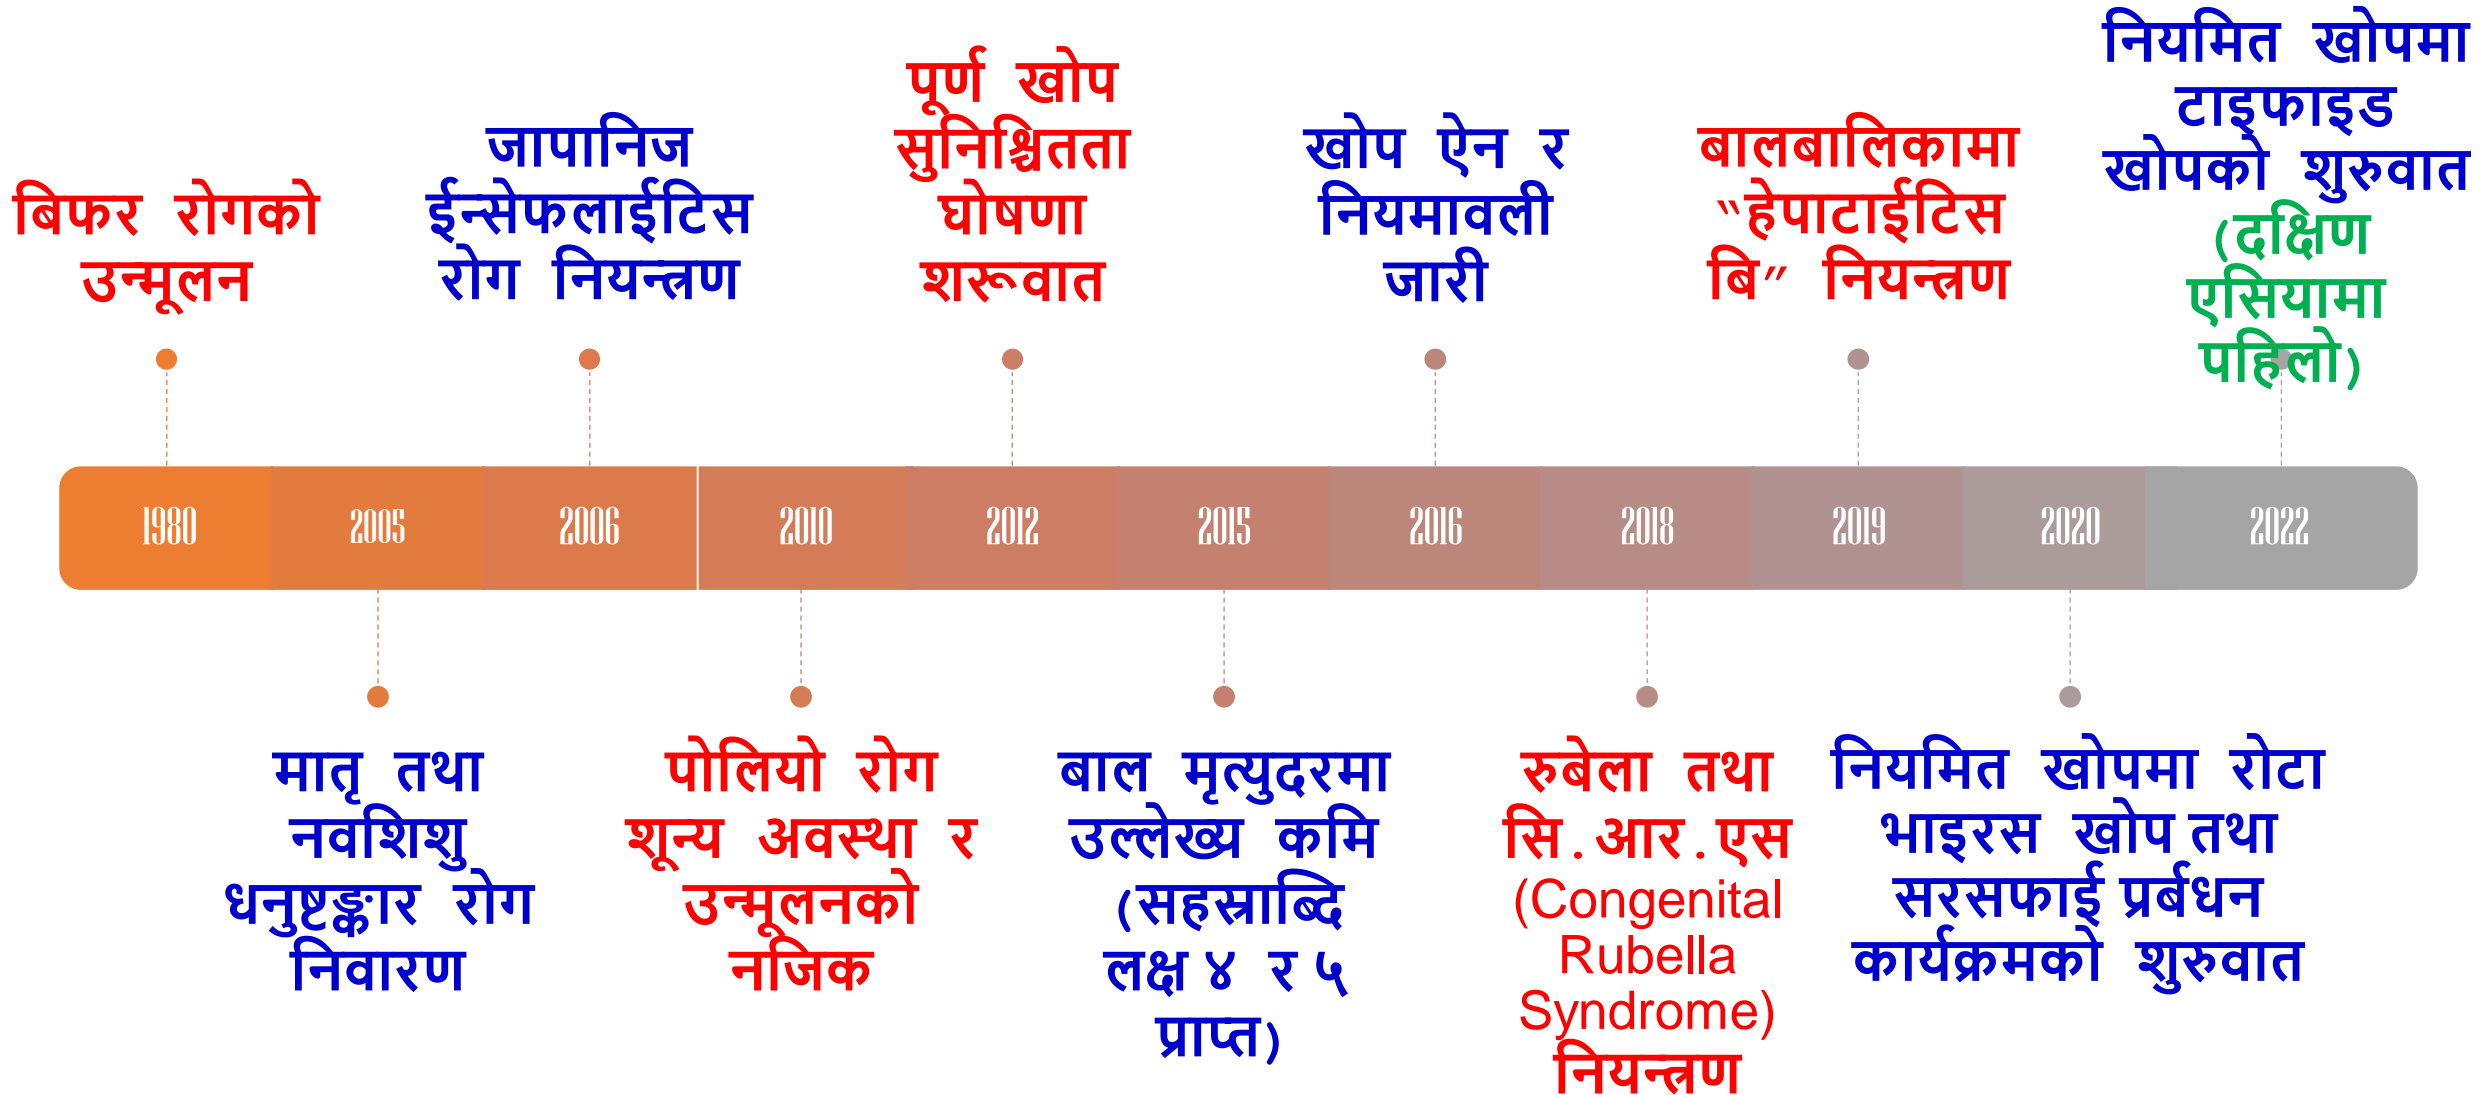 बिफर रोगको
उन्मूलन
जापानिज
ईन्सेफलाईटिस
रोग नियन्त्रण
पूर्ण खोप
सुनिश्चितता
घोषणा
शरूवात
खोप ऐन र
नियमावली
जारी
बालबालिकामा
“हेपाटाईटिस
बि” नियन्त्रण
नियमित खोपमा
टाइफाइड
खोपको शुरुवात
(दक्षिण
एसियामा
पहिलो)
1980 2005 2006 2010 2012 2015 2016 2018 2019 2020 2022
मातृ तथा
नवशिशु
धनुष्टङ्कार रोग
निवारण
पोलियो रोग
शून्य अवस्था र
उन्मूलनको
नजिक
बाल मृत्युदरमा
उल्लेख्य कमि
(सहस्राब्दि
लक्ष ४ र ५
प्राप्त)
रुबेला तथा
सि.आर.एस
(Congenital
Rubella
Syndrome)
नियन्त्रण
नियमित खोपमा रोटा
भाइरस खोप तथा
सरसफाई प्रर्बधन
कार्यक्रमको शुरुवात